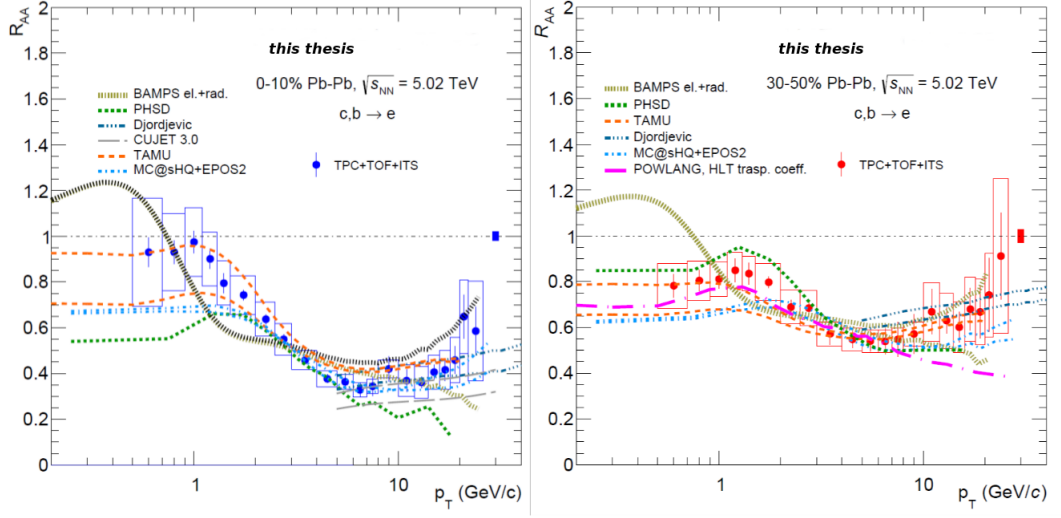 R_AA
2
1.8
1.6
1.4
1.2
1
0.8
0.6
0.4
0.2
0
this thesis
0-10% Pb-Pb, √s_NN = 5.02 TeV
c,b → e
BAMPS el.+rad.
PHSD
Djordjevic
CUJET 3.0
TAMU
MC@sHQ+EPOS2
TPC+TOF+ITS
1
10
p_T (GeV/c)
R_AA
2
1.8
1.6
1.4
1.2
1
0.8
0.6
0.4
0.2
0
this thesis
30-50% Pb-Pb, √s_NN = 5.02 TeV
c,b → e
BAMPS el.+rad.
PHSD
TAMU
Djordjevic
MC@sHQ+EPOS2
POWLANG, HLT trasp. coeff.
TPC+TOF+ITS
1
10
p_T (GeV/c)